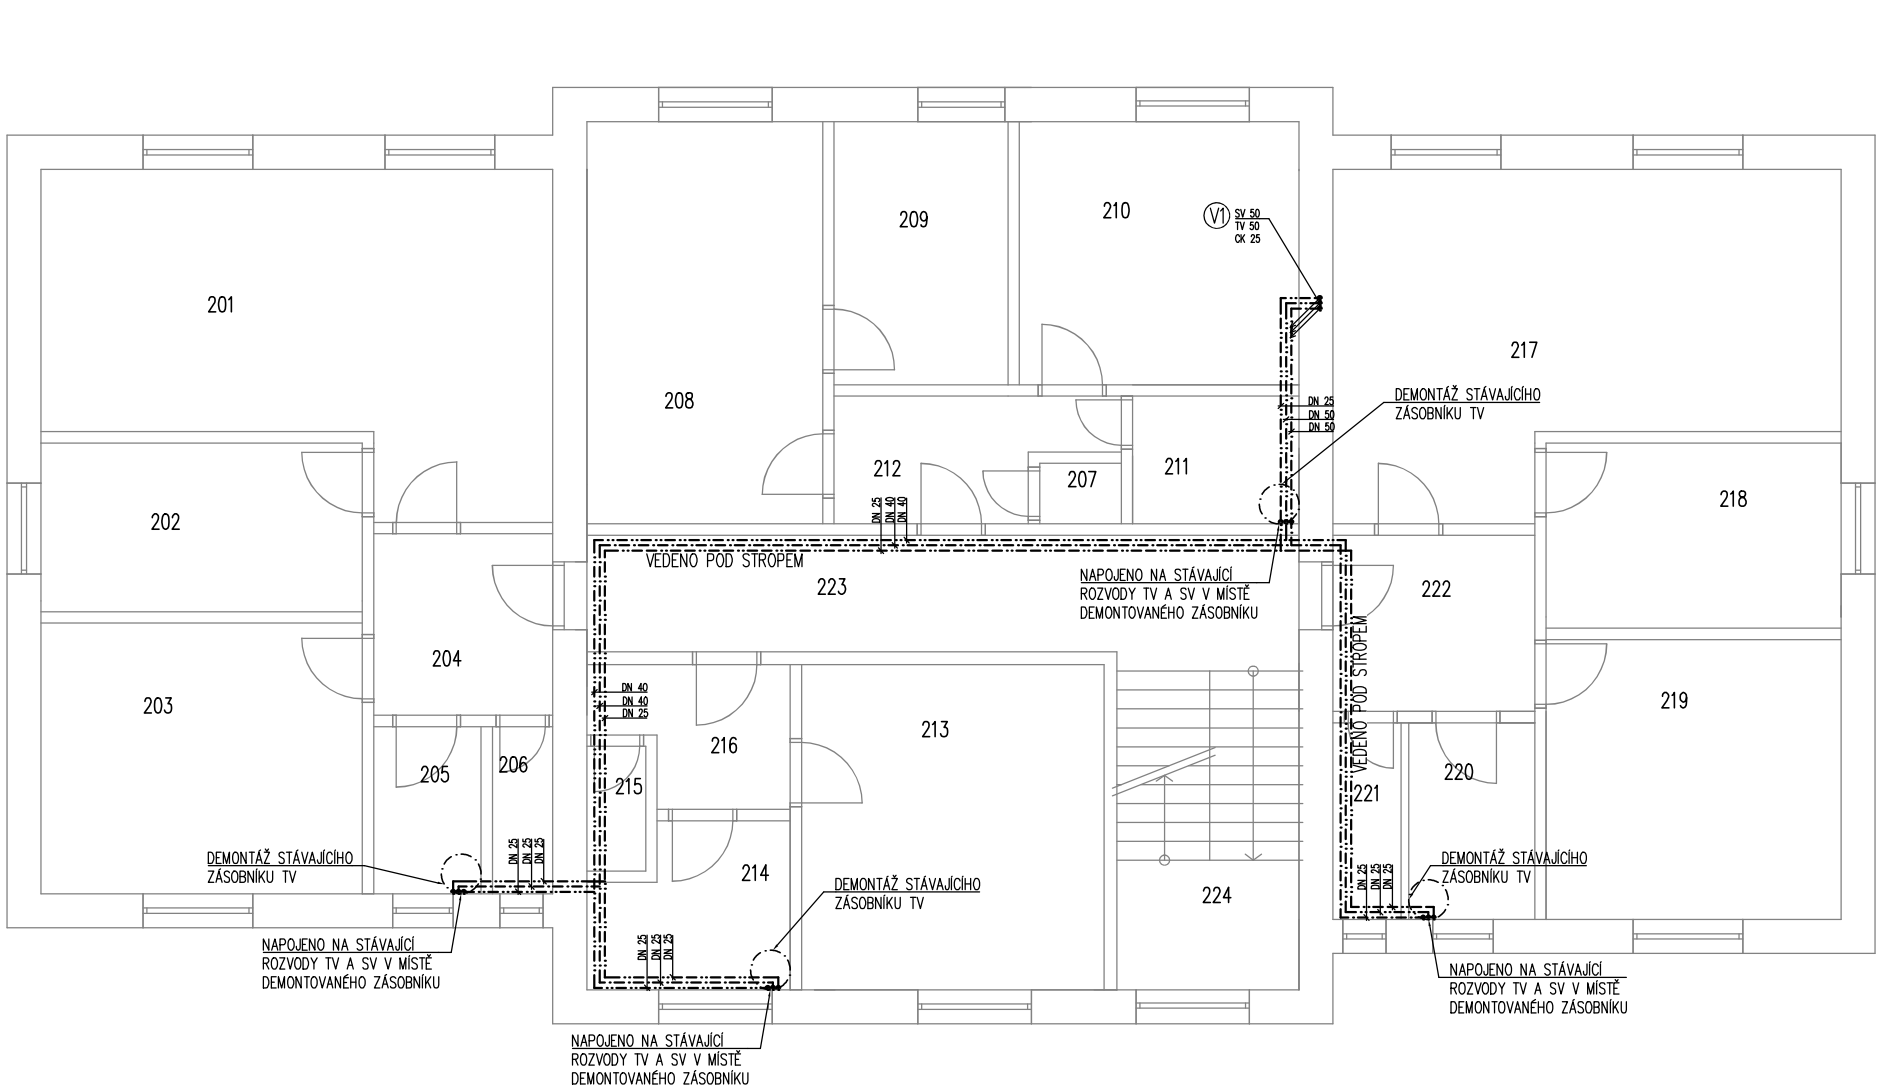 209
210
V1
SV 50
TV 50
CK 25
201
217
208
DEMONTÁŽ STÁVAJÍCÍHO
ZÁSOBNÍKU TV
DN 25
DN 50
DN 50
212
207
211
218
202
DN 25
DN 40
DN 40
VEDENO POD STROPEM
223
NAPOJENO NA STÁVAJÍCÍ
ROZVODY TV A SV V MÍSTĚ
DEMONTOVANÉHO ZÁSOBNÍKU
222
204
VEDENO POD STROPEM
203
DN 40
DN 40
DN 25
219
213
216
205
206
215
220
221
DEMONTÁŽ STÁVAJÍCÍHO
ZÁSOBNÍKU TV
DN 25
DN 25
DN 25
214
DEMONTÁŽ STÁVAJÍCÍHO
ZÁSOBNÍKU TV
224
DN 25
DN 25
DN 25
DEMONTÁŽ STÁVAJÍCÍHO
ZÁSOBNÍKU TV
NAPOJENO NA STÁVAJÍCÍ
ROZVODY TV A SV V MÍSTĚ
DEMONTOVANÉHO ZÁSOBNÍKU
DN 25
DN 25
DN 25
NAPOJENO NA STÁVAJÍCÍ
ROZVODY TV A SV V MÍSTĚ
DEMONTOVANÉHO ZÁSOBNÍKU
NAPOJENO NA STÁVAJÍCÍ
ROZVODY TV A SV V MÍSTĚ
DEMONTOVANÉHO ZÁSOBNÍKU